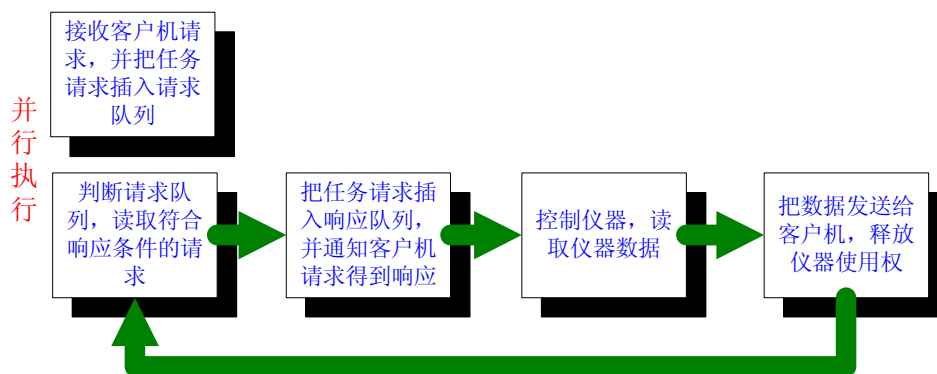 接收客户机请
求，并把任务
请求插入请求
队列
并
行
执
行
判断请求队
列，读取符合
响应条件的请
求
把任务请求插
入响应队列，
并通知客户机
请求得到响应
控制仪器，读
取仪器数据
把数据发送给
客户机，释放
仪器使用权